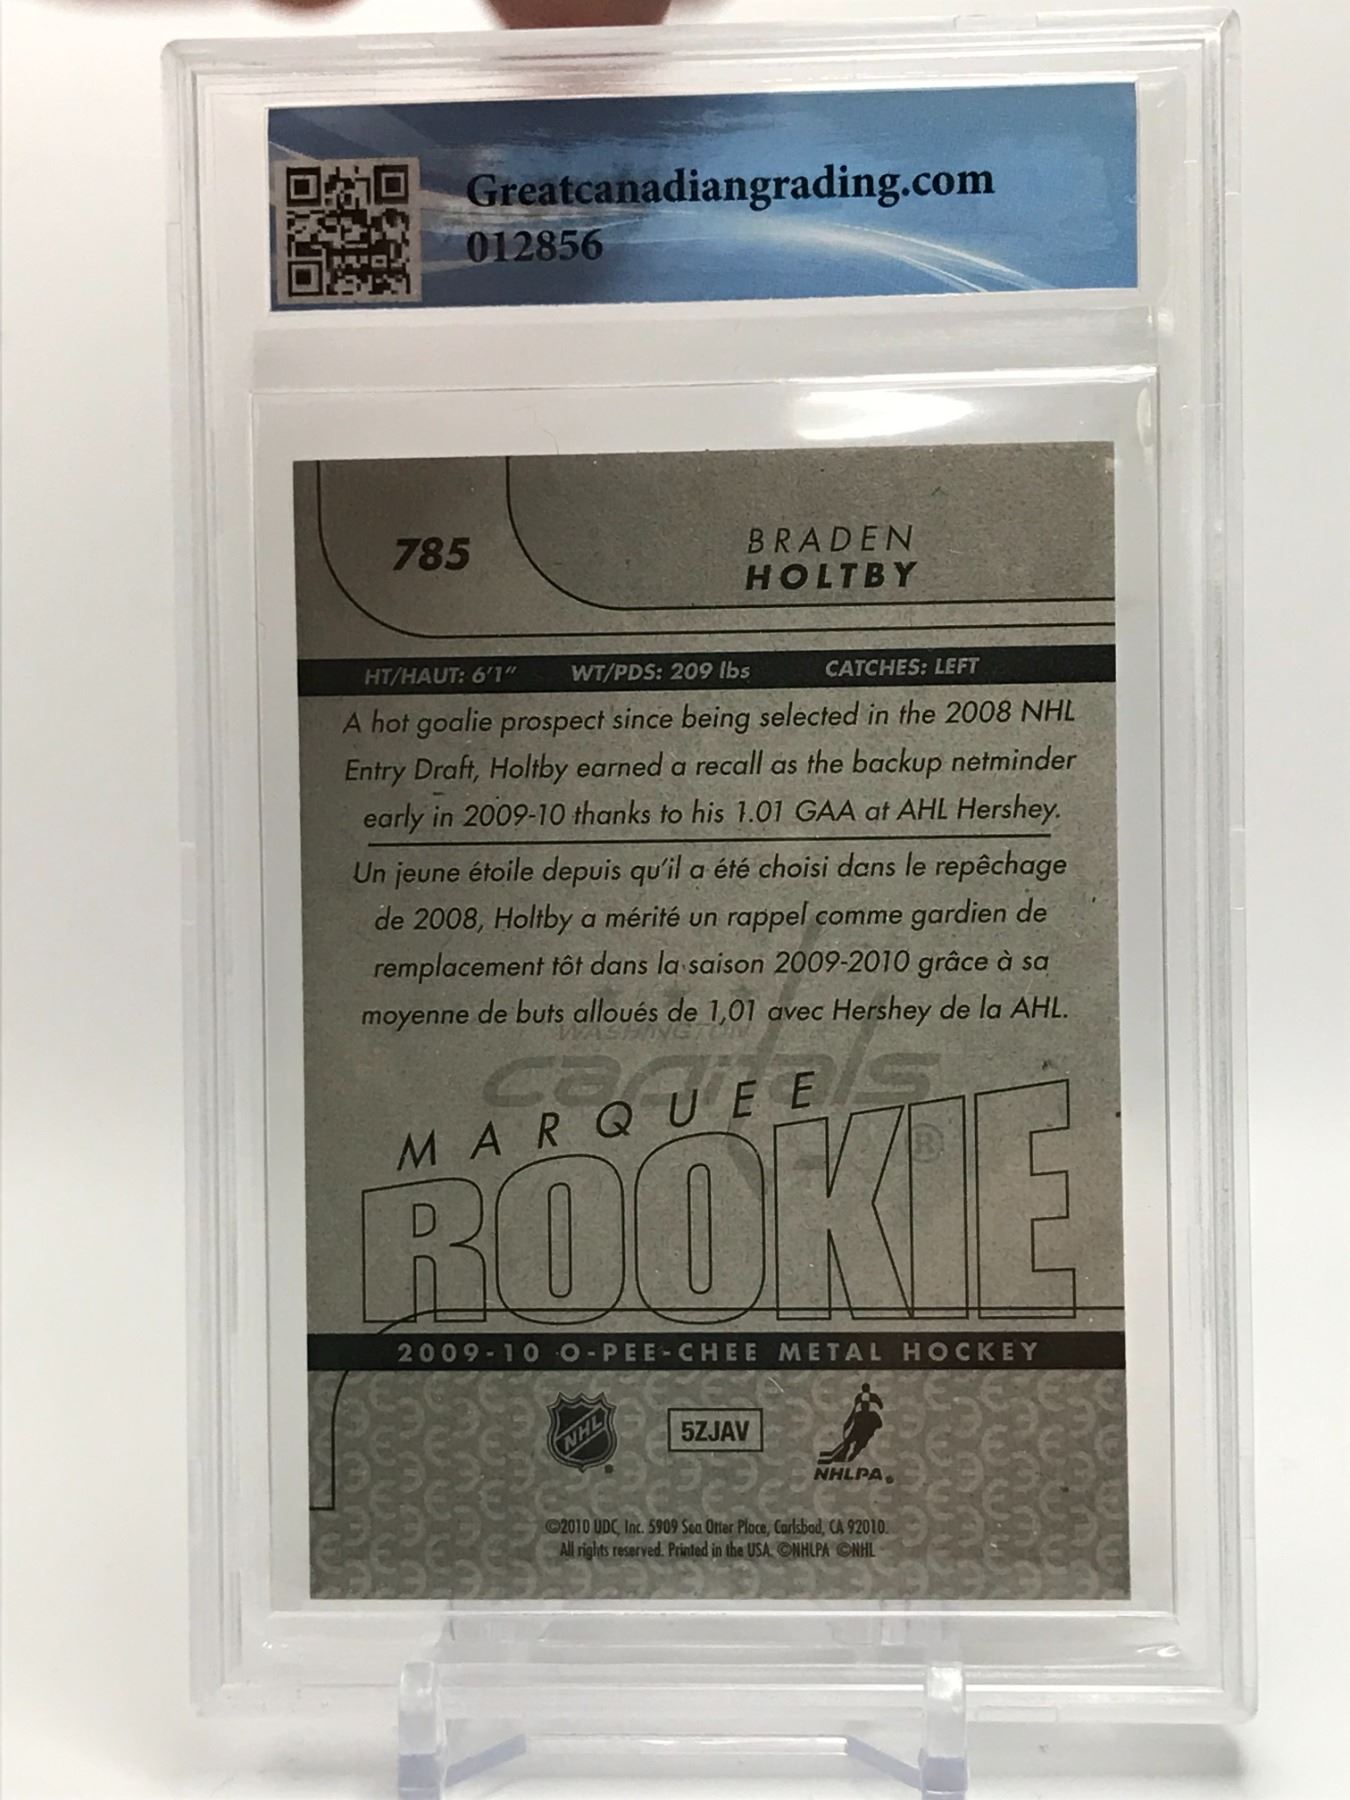 Greatcanadiangrading.com
012856
785
BRADEN
HOLTBY
HT/HAUT: 6'1" WT/PDS: 209 lbs CATCHES: LEFT
A hot goalie prospect since being selected in the 2008 NHL
Entry Draft, Holtby earned a recall as the backup netminder
early in 2009-10 thanks to his 1.01 GAA at AHL Hershey.
Un jeune étoile depuis qu'il a été choisi dans le repêchage
de 2008, Holtby a mérité un rappel comme gardien de
remplacement tôt dans la saison 2009-2010 grâce à sa
moyenne de buts alloués de 1,01 avec Hershey de la AHL.
WASHINGTON
capitals
®
MARQUEE
ROOKIE
2009-10 O-PEE-CHEE METAL HOCKEY
NHL
5ZJAV
NHLPA
©2010 UDC, Inc. 5909 Sea Otter Place, Carlsbad, CA 92010.
All rights reserved. Printed in the USA. ©NHLPA ©NHL